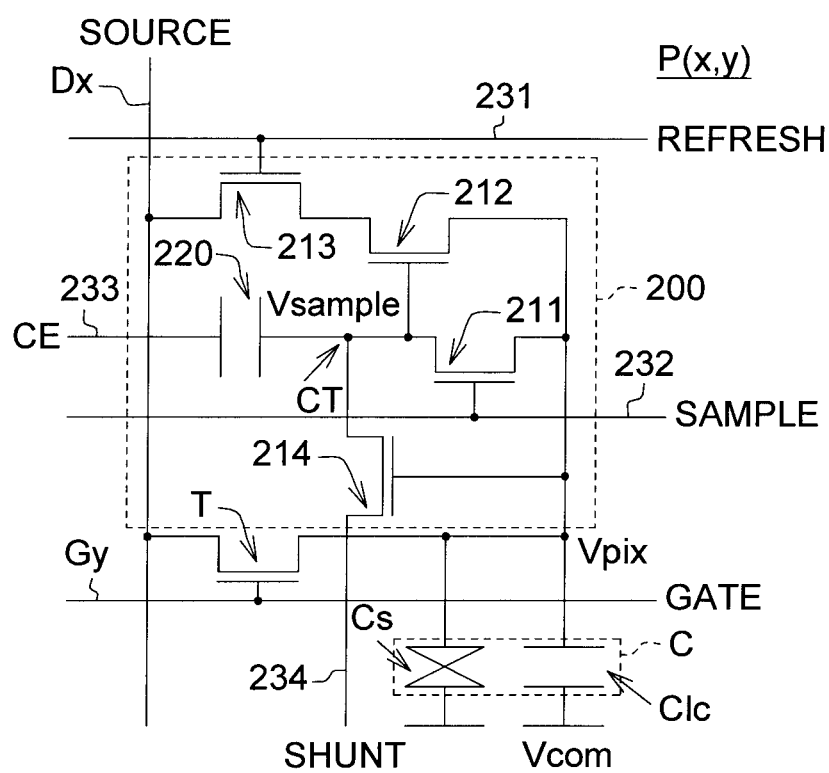 SOURCE
P(x,y)
Dx
231
REFRESH
212
213
220
233
Vsample
200
211
CE
232
CT
SAMPLE
214
T
Gy
Vpix
GATE
Cs
C
234
Clc
SHUNT
Vcom